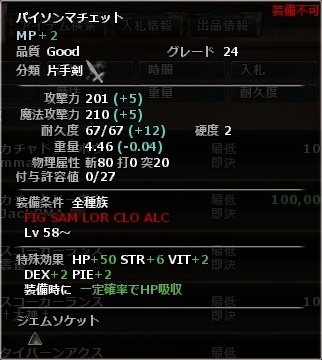 装備不可
パイソンマチェット
MP+2
品質 Good グレード 24
分類 片手剣
時間 入札
攻撃力 201 (+5)
魔法攻撃力 210 (+5)
耐久度 67/67 (+12) 硬度 2
重量 4.46 (-0.04)
物理属性 斬80 打0 突20
付与許容値 0/27
装備条件 全種族
FIG SAM LOR CLO ALC
Lv 58~
特殊効果 HP+50 STR+6 VIT+2
DEX+2 PIE+2
装備時に 一定確率でHP吸収
ジェムソケット